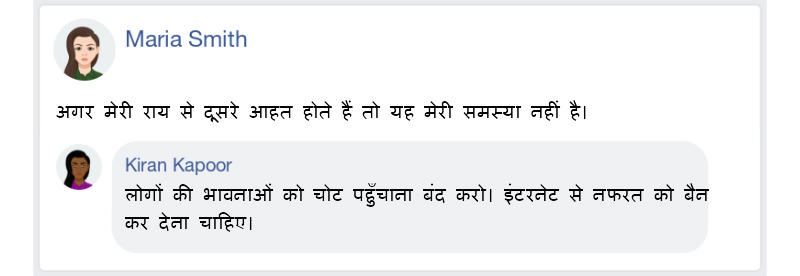 Maria Smith
अगर मेरी राय से दूसरे आहत होते हैं तो यह मेरी समस्या नहीं है।
Kiran Kapoor
लोगों की भावनाओं को चोट पहुँचाना बंद करो। इंटरनेट से नफरत को बैन
कर देना चाहिए।